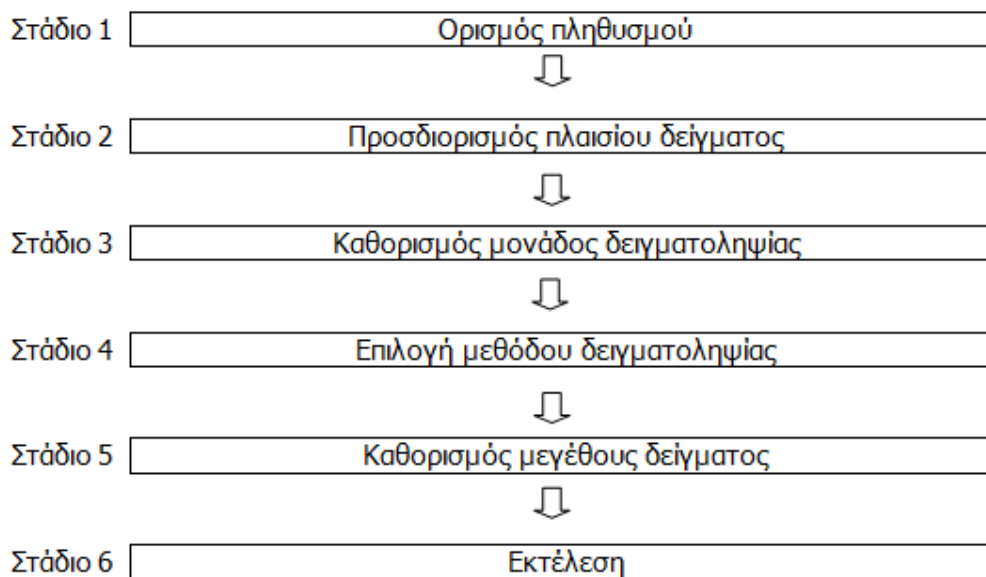 Στάδιο 1 Ορισμός πληθυσμού
Στάδιο 2 Προσδιορισμός πλαισίου δείγματος
Στάδιο 3 Καθορισμός μονάδος δειγματοληψίας
Στάδιο 4 Επιλογή μεθόδου δειγματοληψίας
Στάδιο 5 Καθορισμός μεγέθους δείγματος
Στάδιο 6 Εκτέλεση